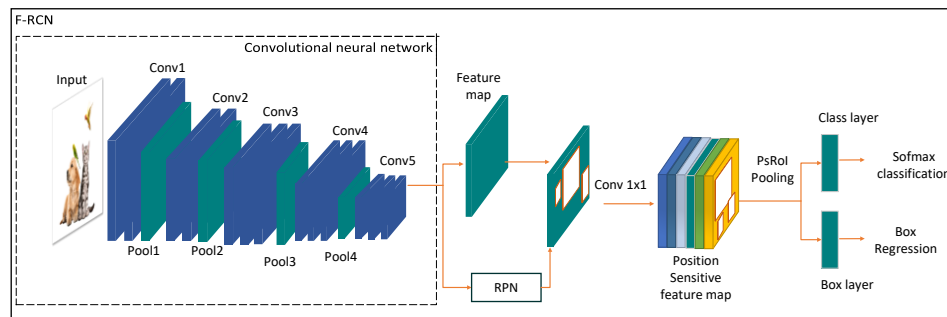 F-RCN
Convolutional neural network
Input
Conv1
Conv2
Conv3
Conv4
Conv5
Pool1
Pool2
Pool3
Pool4
Feature
map
RPN
Conv 1x1
Position
Sensitive
feature map
PsRoI
Pooling
Class layer
Sofmax
classification
Box
Regression
Box layer